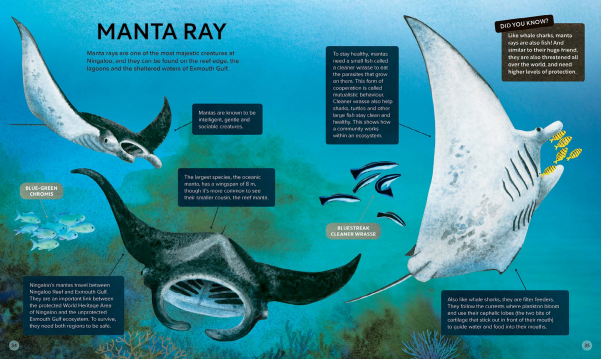 MANTA RAY
Manta rays are one of the most majestic creatures at
Ningaloo, and they can be found on the reef edge, the
lagoons and the sheltered waters of Exmouth Gulf.
Mantas are known to be
intelligent, gentle and
sociable creatures.
BLUE-GREEN
CHROMIS
The largest species, the oceanic
manta, has a wingspan of 8 m,
though it's more common to see
their smaller cousin, the reef manta.
Ningaloo's mantas travel between
Ningaloo Reef and Exmouth Gulf.
They are an important link between
the protected World Heritage Area
of Ningaloo and the unprotected
Exmouth Gulf ecosystem. To survive,
they need both regions to be safe.
To stay healthy, mantas
need a small fish called
a cleaner wrasse to eat
the parasites that grow
on them. This form of
cooperation is called
mutualistic behaviour.
Cleaner wrasse also help
sharks, turtles and other
large fish stay clean and
healthy. This shows how
a community works
within an ecosystem.
BLUESTREAK
CLEANER WRASSE
DID YOU KNOW?
Like whale sharks, manta
rays are also fish! And
similar to their huge friend,
they are also threatened all
over the world, and need
higher levels of protection.
Also like whale sharks, they are filter feeders.
They follow the currents where plankton bloom
and use their cephalic lobes (the two bits of
cartilage that stick out in front of their mouth)
to guide water and food into their mouths.